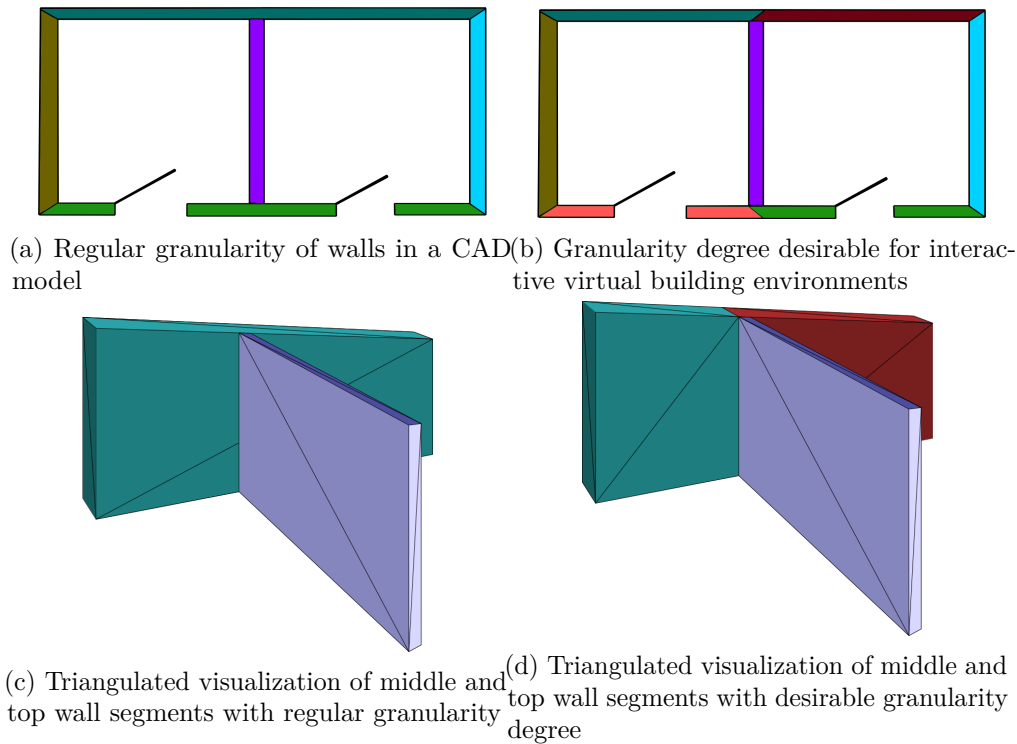 (a) Regular granularity of walls in a CAD
model
(b) Granularity degree desirable for interac-
tive virtual building environments
(c) Triangulated visualization of middle and
top wall segments with regular granularity
(d) Triangulated visualization of middle and
top wall segments with desirable granularity
degree